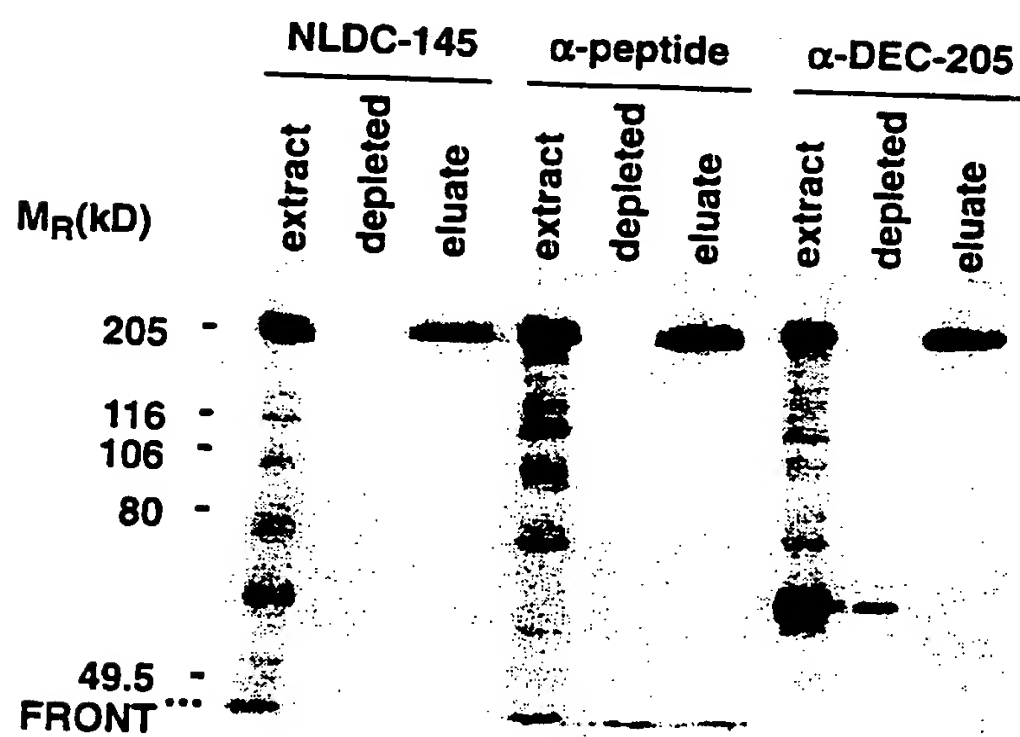 NLDC-145 α-peptide α-DEC-205
extract depleted eluate extract depleted eluate extract depleted eluate
MR(kD)
205 -
116 -
106 -
80 -
49.5 -
FRONT ...